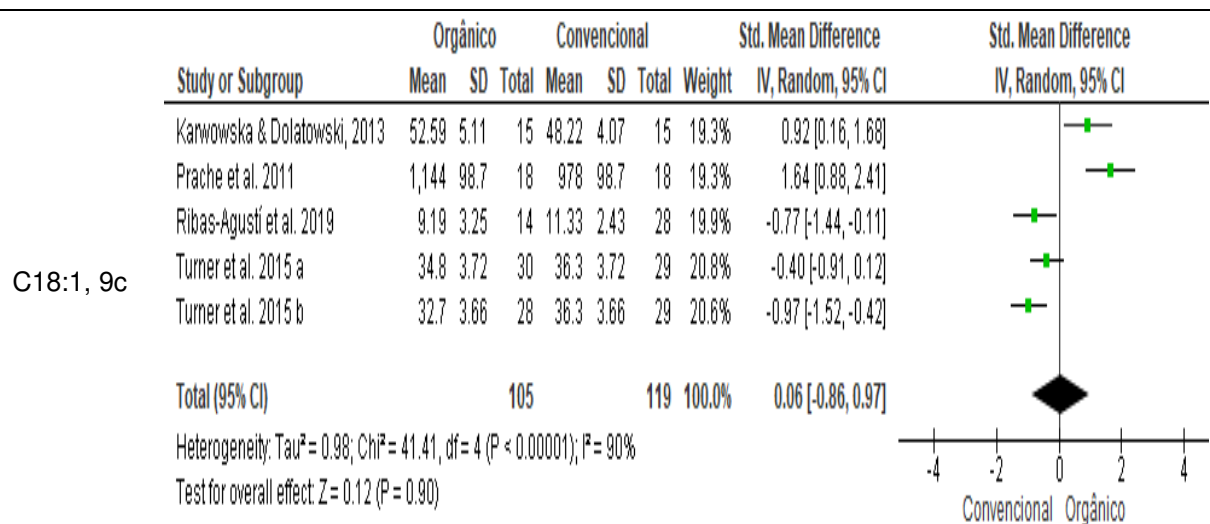 Orgânico Convencional Std. Mean Difference Std. Mean Difference
Study or Subgroup Mean SD Total Mean SD Total Weight IV, Random, 95% CI IV, Random, 95% CI
Karwowska & Dolatowski, 2013 52.59 5.11 15 48.22 4.07 15 19.3% 0.92 [0.16, 1.68]
Prache et al. 2011 1,144 98.7 18 978 98.7 18 19.3% 1.64 [0.88, 2.41]
Ribas-Agustí et al. 2019 9.19 3.25 14 11.33 2.43 28 19.9% -0.77 [-1.44, -0.11]
Turner et al. 2015 a 34.8 3.72 30 36.3 3.72 29 20.8% -0.40 [-0.91, 0.12]
C18:1, 9c
Turner et al. 2015 b 32.7 3.66 28 36.3 3.66 29 20.6% -0.97 [-1.52, -0.42]
Total (95% CI) 105 119 100.0% 0.06 [-0.86, 0.97]
Heterogeneity: Tau² = 0.98; Chi² = 41.41, df = 4 (P < 0.00001); I² = 90%
Test for overall effect: Z = 0.12 (P = 0.90)
-4 -2 0 2 4
Convencional Orgânico